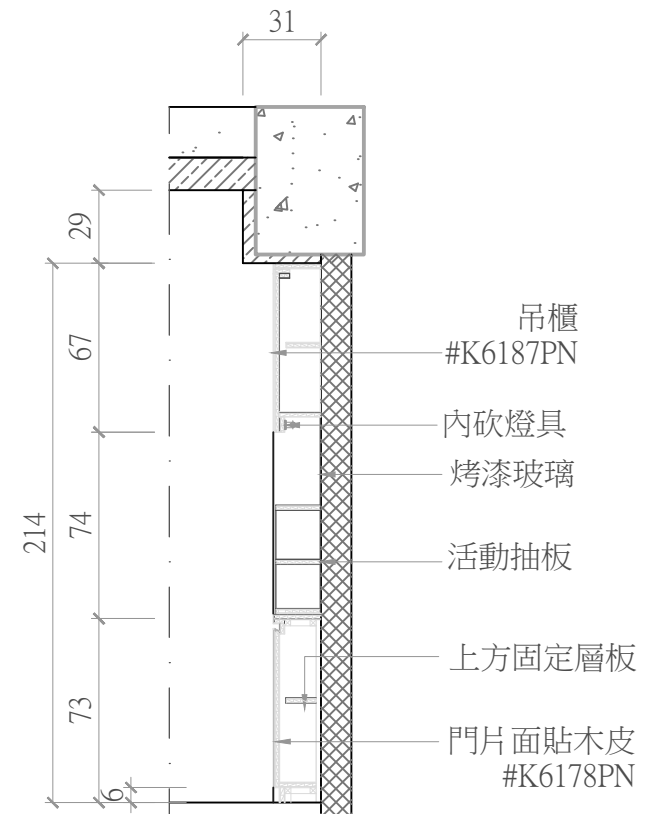 31
29
67
74
214
73
6
吊櫃
#K6187PN
內砍燈具
烤漆玻璃
活動抽板
上方固定層板
門片面貼木皮
#K6178PN